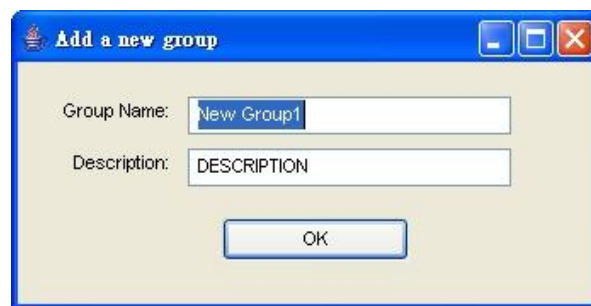 Add a new group
Group Name: New Group1
Description: DESCRIPTION
OK